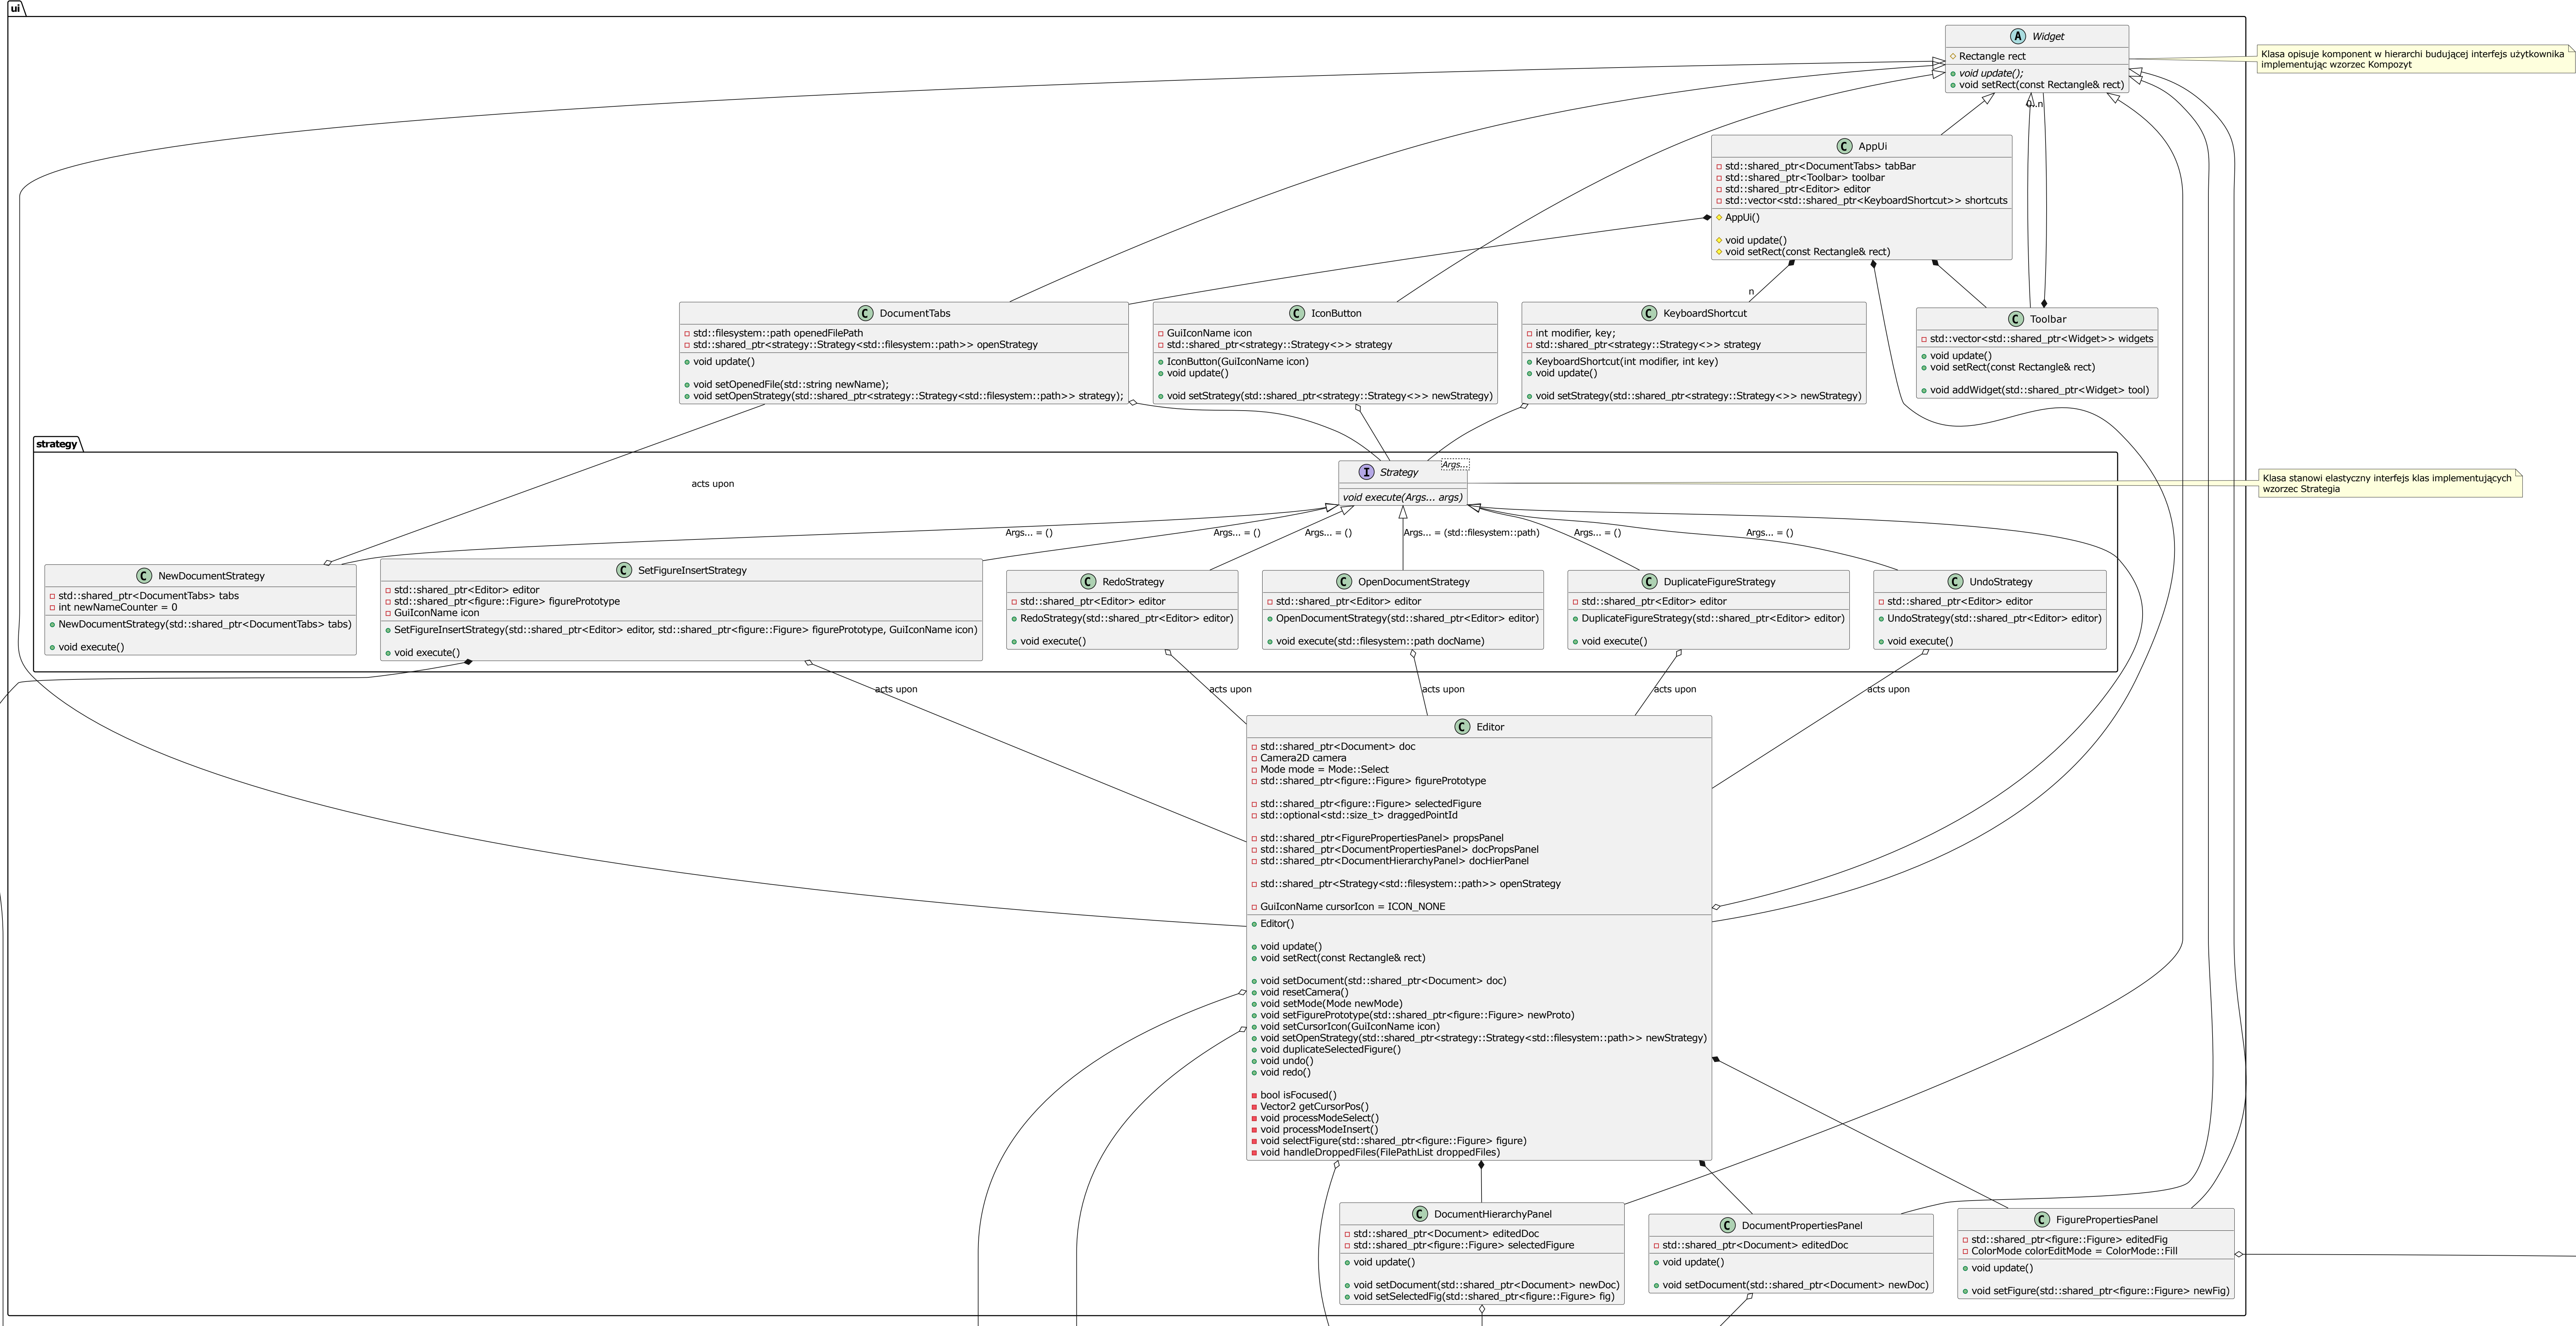 ui
A Widget
Rectangle rect
void update();
void setRect(const Rectangle& rect)
Klasa opisuje komponent w hierarchi budującej interfejs użytkownika
implementując wzorzec Kompozyt
0..n
C AppUi
std::shared_ptr<DocumentTabs> tabBar
std::shared_ptr<Toolbar> toolbar
std::shared_ptr<Editor> editor
std::vector<std::shared_ptr<KeyboardShortcut>> shortcuts
AppUi()
void update()
void setRect(const Rectangle& rect)
n
C DocumentTabs
std::filesystem::path openedFilePath
std::shared_ptr<strategy::Strategy<std::filesystem::path>> openStrategy
void update()
void setOpenedFile(std::string newName);
void setOpenStrategy(std::shared_ptr<strategy::Strategy<std::filesystem::path>> strategy);
C IconButton
GuiIconName icon
std::shared_ptr<strategy::Strategy<>> strategy
IconButton(GuiIconName icon)
void update()
void setStrategy(std::shared_ptr<strategy::Strategy<>> newStrategy)
C KeyboardShortcut
int modifier, key;
std::shared_ptr<strategy::Strategy<>> strategy
KeyboardShortcut(int modifier, int key)
void update()
void setStrategy(std::shared_ptr<strategy::Strategy<>> newStrategy)
C Toolbar
std::vector<std::shared_ptr<Widget>> widgets
void update()
void setRect(const Rectangle& rect)
void addWidget(std::shared_ptr<Widget> tool)
strategy
acts upon
I Strategy
Args...
void execute(Args... args)
Klasa stanowi elastyczny interfejs klas implementujących
wzorzec Strategia
Args... = ()
Args... = ()
Args... = ()
Args... = (std::filesystem::path)
Args... = ()
Args... = ()
C NewDocumentStrategy
std::shared_ptr<DocumentTabs> tabs
int newNameCounter = 0
NewDocumentStrategy(std::shared_ptr<DocumentTabs> tabs)
void execute()
C SetFigureInsertStrategy
std::shared_ptr<Editor> editor
std::shared_ptr<figure::Figure> figurePrototype
GuiIconName icon
SetFigureInsertStrategy(std::shared_ptr<Editor> editor, std::shared_ptr<figure::Figure> figurePrototype, GuiIconName icon)
void execute()
C RedoStrategy
std::shared_ptr<Editor> editor
RedoStrategy(std::shared_ptr<Editor> editor)
void execute()
C OpenDocumentStrategy
std::shared_ptr<Editor> editor
OpenDocumentStrategy(std::shared_ptr<Editor> editor)
void execute(std::filesystem::path docName)
C DuplicateFigureStrategy
std::shared_ptr<Editor> editor
DuplicateFigureStrategy(std::shared_ptr<Editor> editor)
void execute()
C UndoStrategy
std::shared_ptr<Editor> editor
UndoStrategy(std::shared_ptr<Editor> editor)
void execute()
acts upon
acts upon
acts upon
acts upon
acts upon
C Editor
std::shared_ptr<Document> doc
Camera2D camera
Mode mode = Mode::Select
std::shared_ptr<figure::Figure> figurePrototype
std::shared_ptr<figure::Figure> selectedFigure
std::optional<std::size_t> draggedPointId
std::shared_ptr<FigurePropertiesPanel> propsPanel
std::shared_ptr<DocumentPropertiesPanel> docPropsPanel
std::shared_ptr<DocumentHierarchyPanel> docHierPanel
std::shared_ptr<Strategy<std::filesystem::path>> openStrategy
GuiIconName cursorIcon = ICON_NONE
Editor()
void update()
void setRect(const Rectangle& rect)
void setDocument(std::shared_ptr<Document> doc)
void resetCamera()
void setMode(Mode newMode)
void setFigurePrototype(std::shared_ptr<figure::Figure> newProto)
void setCursorIcon(GuiIconName icon)
void setOpenStrategy(std::shared_ptr<strategy::Strategy<std::filesystem::path>> newStrategy)
void duplicateSelectedFigure()
void undo()
void redo()
bool isFocused()
Vector2 getCursorPos()
void processModeSelect()
void processModeInsert()
void selectFigure(std::shared_ptr<figure::Figure> figure)
void handleDroppedFiles(FilePathList droppedFiles)
C DocumentHierarchyPanel
std::shared_ptr<Document> editedDoc
std::shared_ptr<figure::Figure> selectedFigure
void update()
void setDocument(std::shared_ptr<Document> newDoc)
void setSelectedFig(std::shared_ptr<figure::Figure> fig)
C DocumentPropertiesPanel
std::shared_ptr<Document> editedDoc
void update()
void setDocument(std::shared_ptr<Document> newDoc)
C FigurePropertiesPanel
std::shared_ptr<figure::Figure> editedFig
ColorMode colorEditMode = ColorMode::Fill
void update()
void setFigure(std::shared_ptr<figure::Figure> newFig)